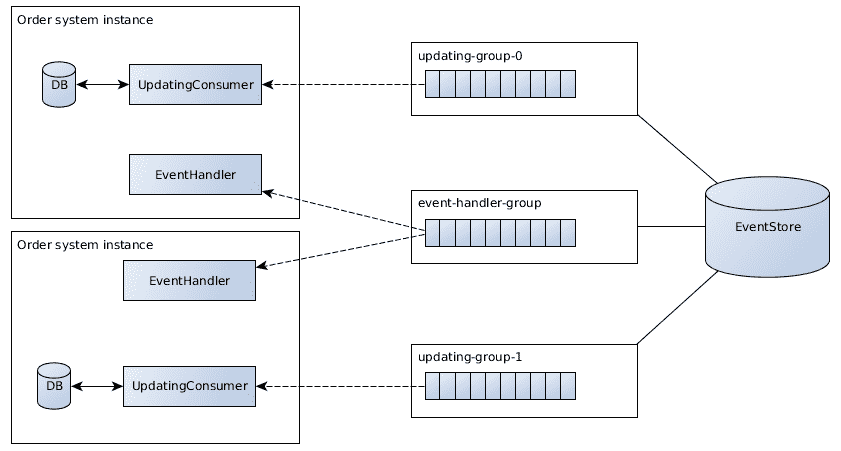 Order system instance
DB
UpdatingConsumer
EventHandler
Order system instance
EventHandler
DB
UpdatingConsumer
updating-group-0
event-handler-group
updating-group-1
EventStore